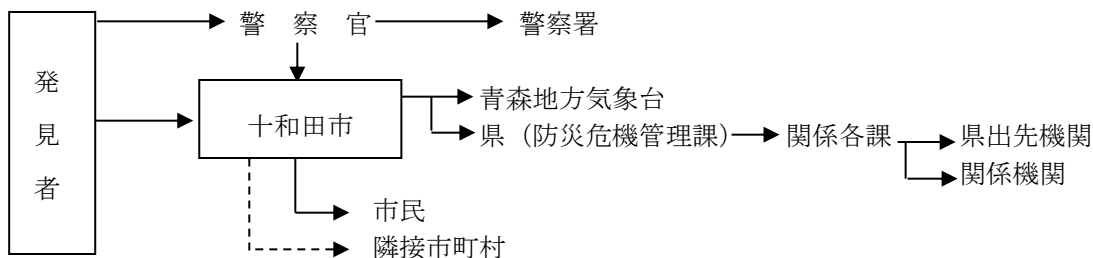 発見者
警察官
警察署
十和田市
青森地方気象台
県（防災危機管理課）
関係各課
県出先機関
関係機関
市民
隣接市町村